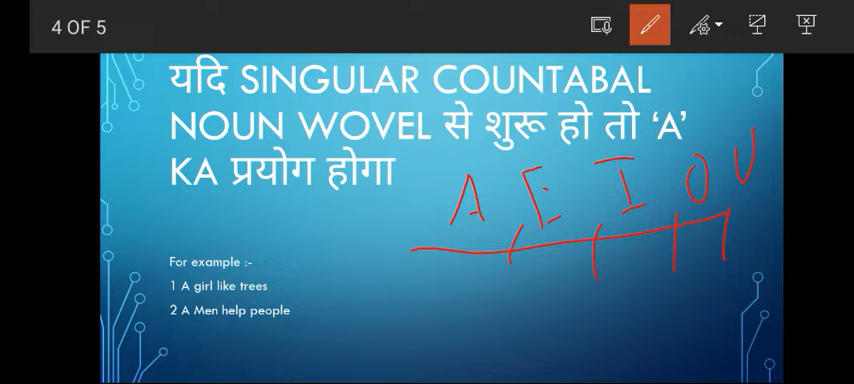 4 OF 5
यदि SINGULAR COUNTABAL
NOUN WOVEL से शुरू हो तो ‘A’
KA प्रयोग होगा
A E I O U
For example :-
1 A girl like trees
2 A Men help people